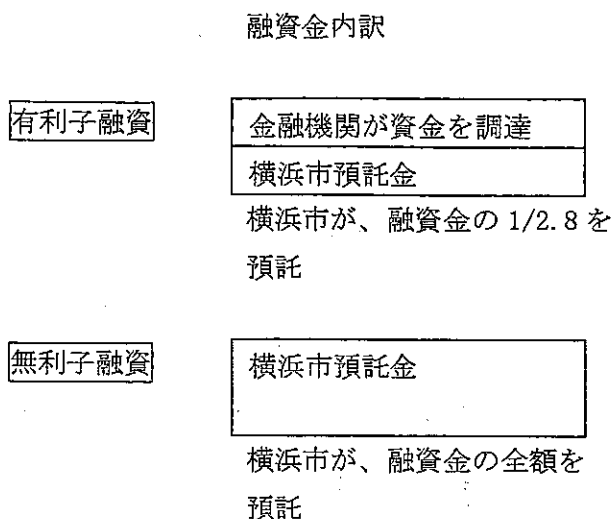 融資金内訳
有利子融資
金融機関が資金を調達
横浜市預託金
横浜市が、融資金の 1/2.8 を
預託
無利子融資
横浜市預託金
横浜市が、融資金の全額を
預託